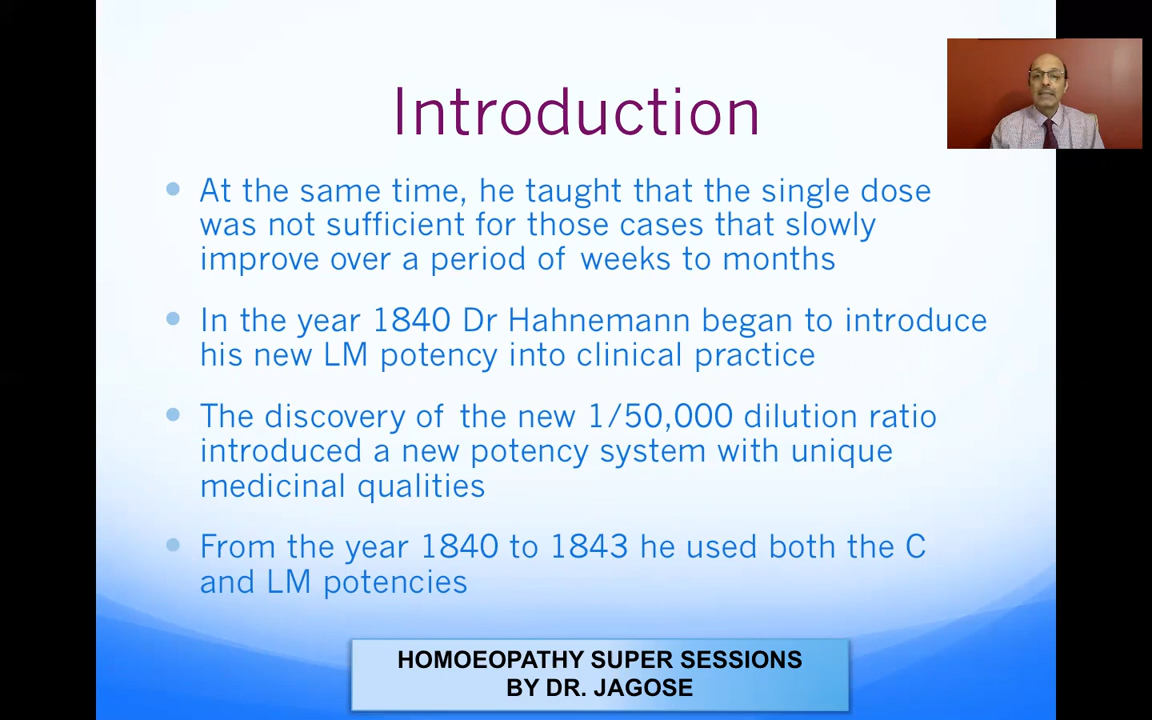 Introduction
At the same time, he taught that the single dose
was not sufficient for those cases that slowly
improve over a period of weeks to months
In the year 1840 Dr Hahnemann began to introduce
his new LM potency into clinical practice
The discovery of the new 1/50,000 dilution ratio
introduced a new potency system with unique
medicinal qualities
From the year 1840 to 1843 he used both the C
and LM potencies
HOMOEOPATHY SUPER SESSIONS
BY DR. JAGOSE